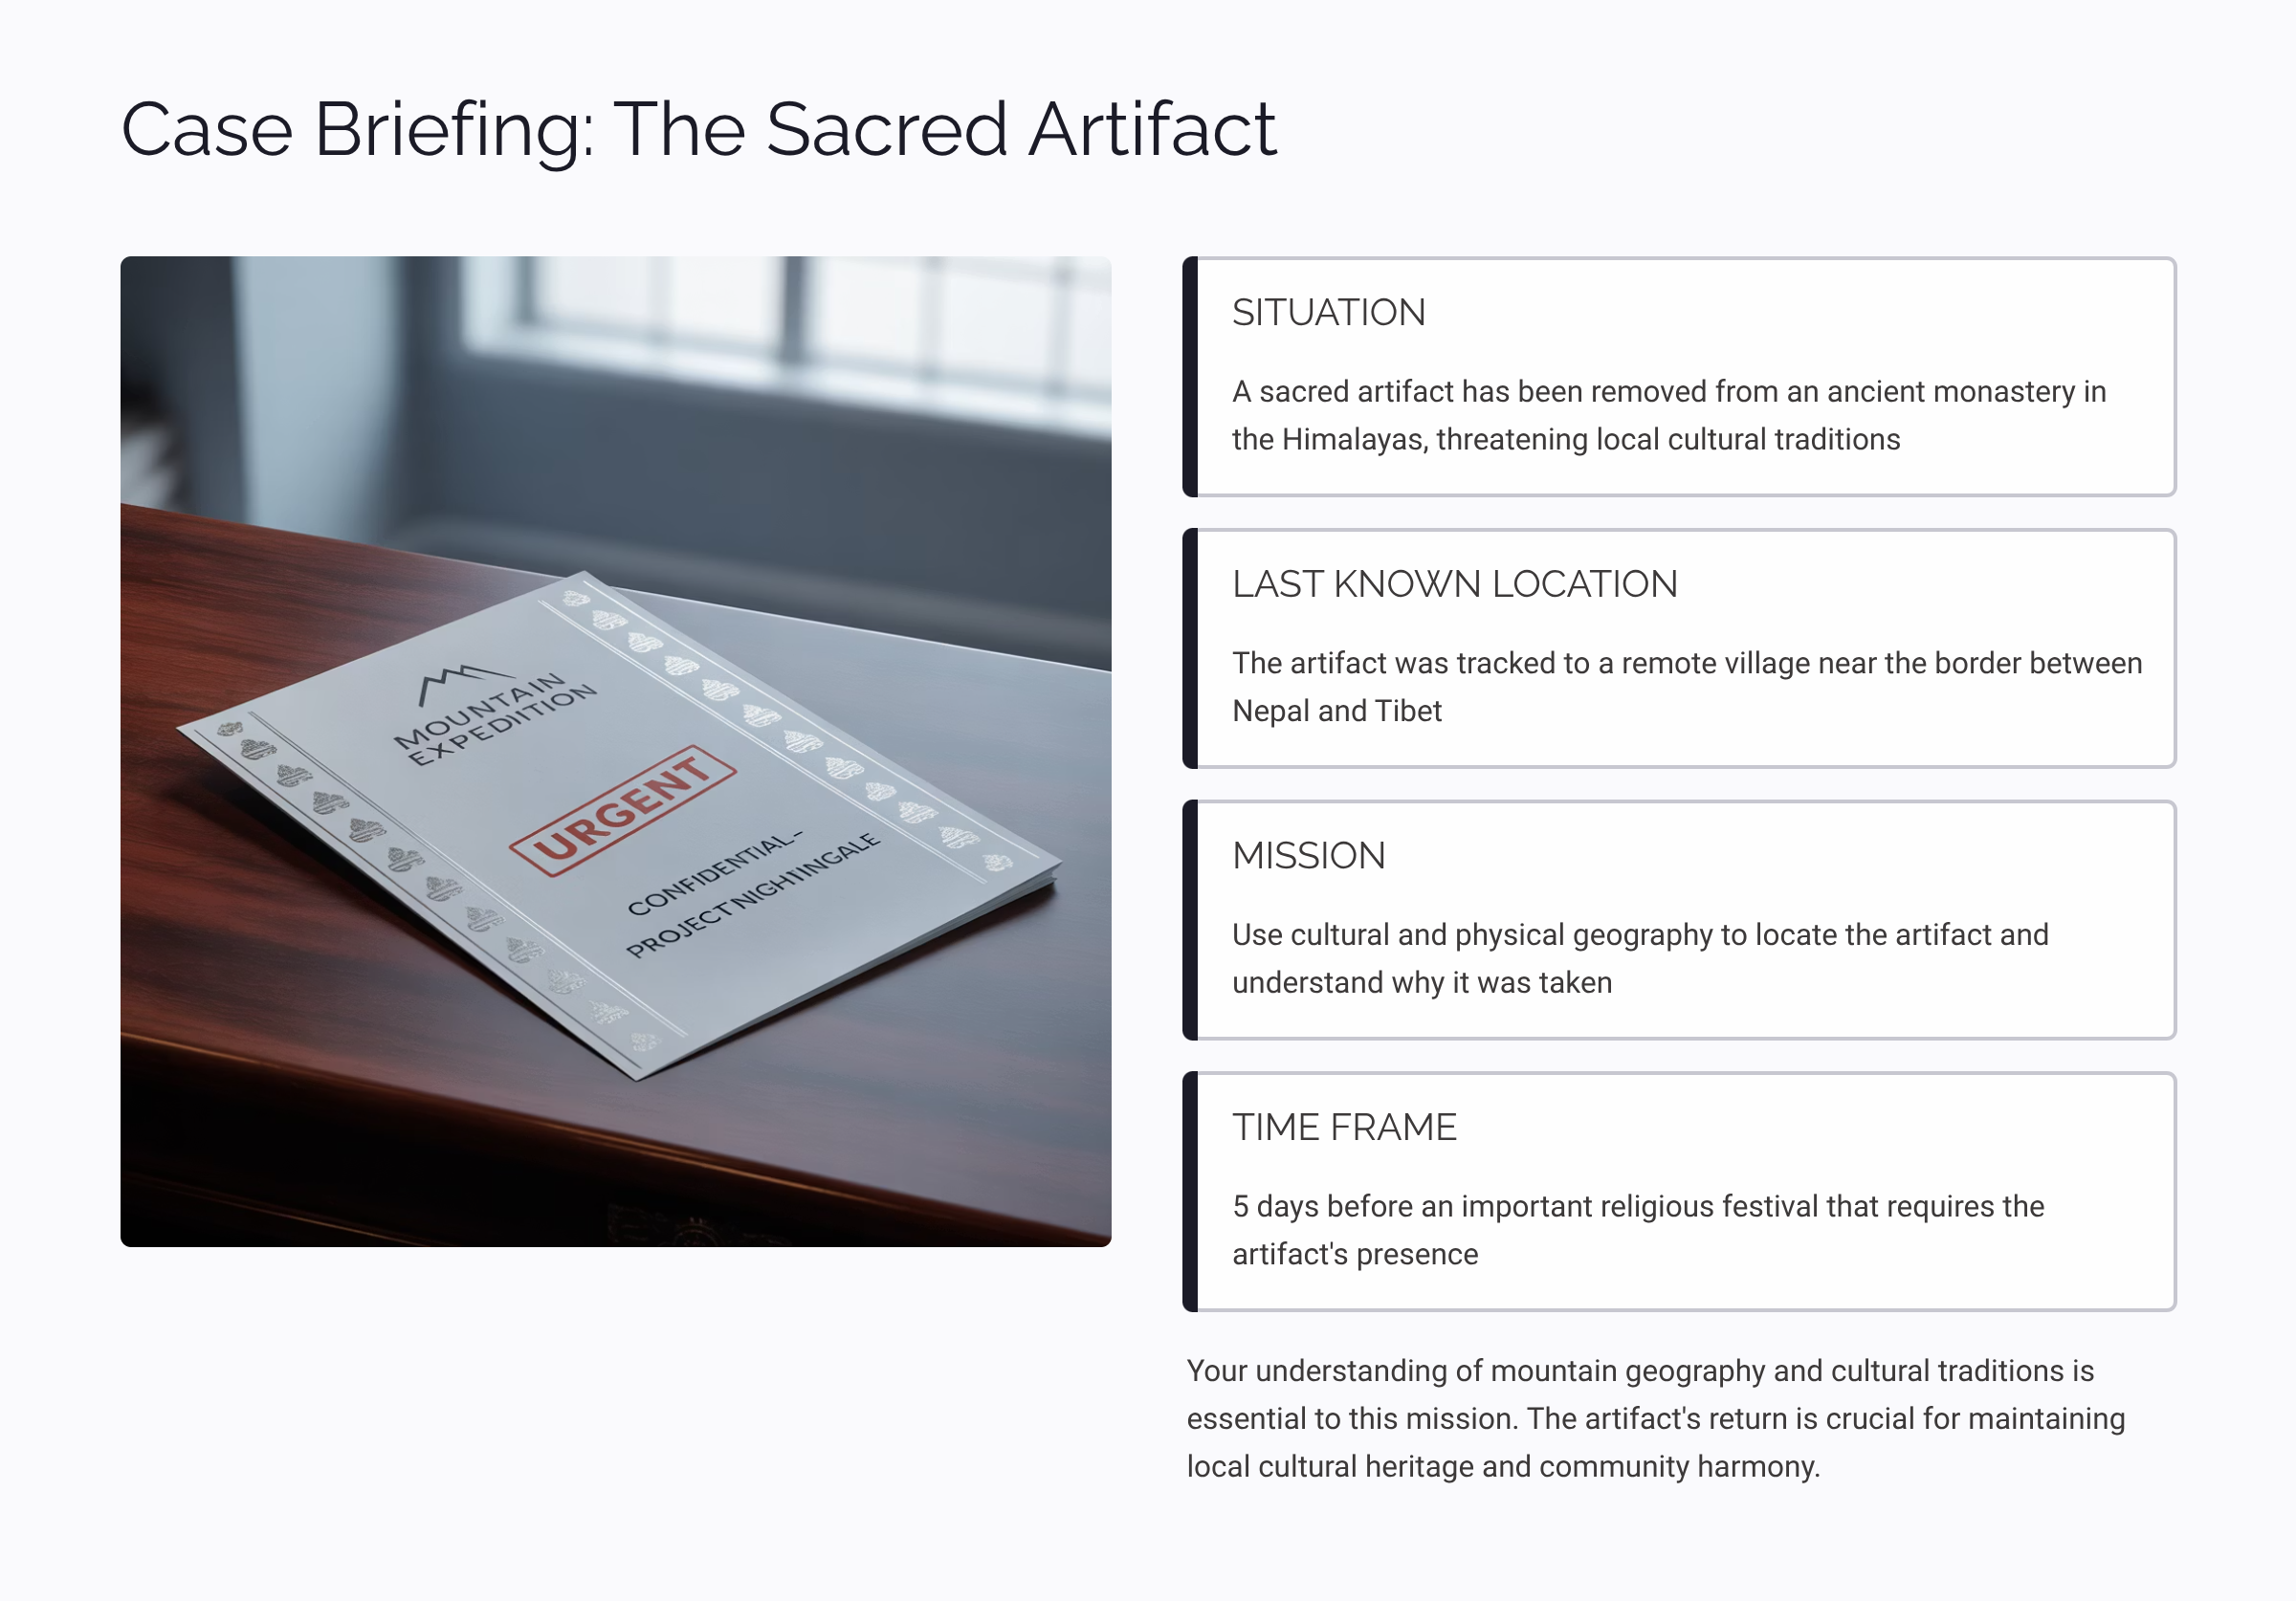 Case Briefing: The Sacred Artifact
MOUNTAIN
EXPEDIITION
URGENT
CONFIDENTIAL-
PROJECT NIGHTINGALE
SITUATION
A sacred artifact has been removed from an ancient monastery in
the Himalayas, threatening local cultural traditions
LAST KNOWN LOCATION
The artifact was tracked to a remote village near the border between
Nepal and Tibet
MISSION
Use cultural and physical geography to locate the artifact and
understand why it was taken
TIME FRAME
5 days before an important religious festival that requires the
artifact's presence
Your understanding of mountain geography and cultural traditions is
essential to this mission. The artifact's return is crucial for maintaining
local cultural heritage and community harmony.